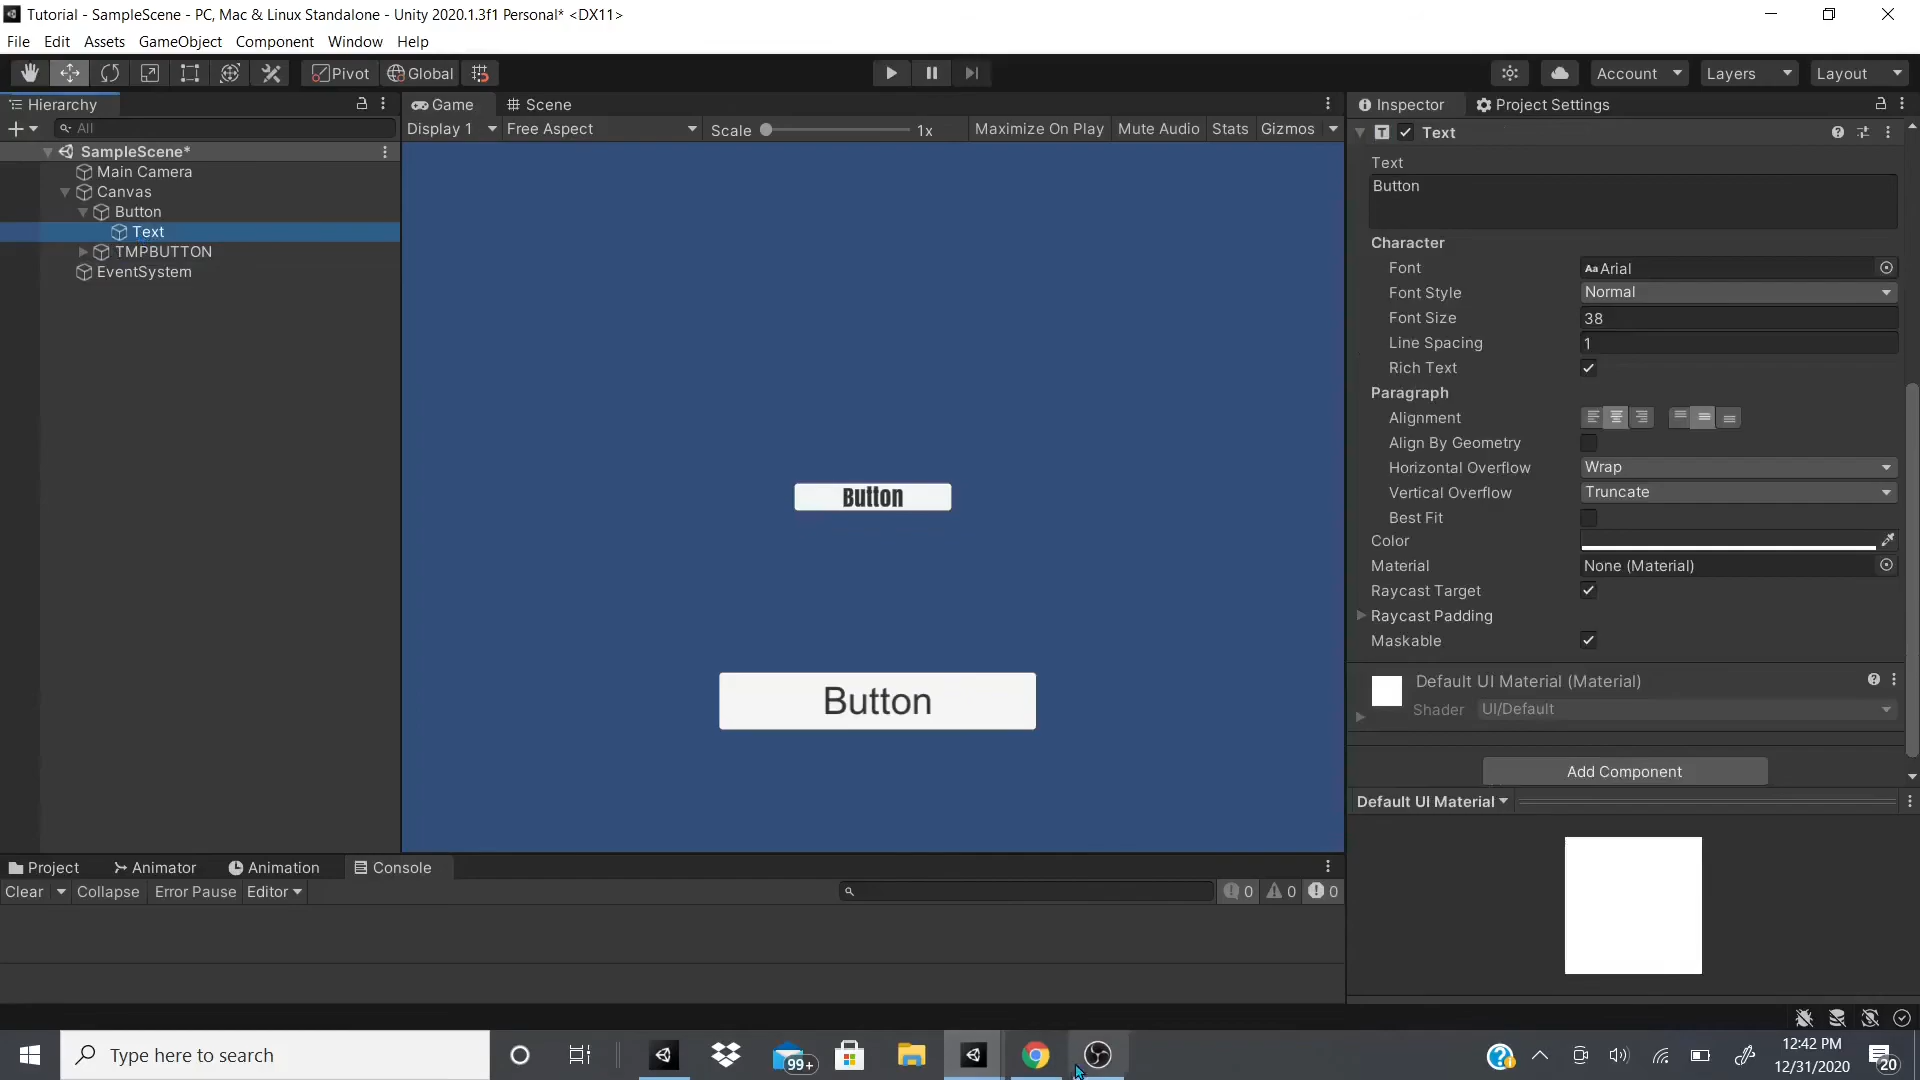 Tutorial - SampleScene - PC, Mac & Linux Standalone - Unity 2020.1.3f1 Personal* <DX11>
File Edit Assets GameObject Component Window Help
Pivot Global Account Layers Layout
Hierarchy
All
SampleScene*
Main Camera
Canvas
Button
Text
TMPBUTTON
EventSystem
Game Scene
Display 1 Free Aspect Scale 1x Maximize On Play Mute Audio Stats Gizmos
Button
Button
Inspector Project Settings
Text
Text
Button
Character
Font Aa Arial
Font Style Normal
Font Size 38
Line Spacing 1
Rich Text
Paragraph
Alignment
Align By Geometry
Horizontal Overflow Wrap
Vertical Overflow Truncate
Best Fit
Color
Material None (Material)
Raycast Target
Raycast Padding
Maskable
Default UI Material (Material)
Shader UI/Default
Add Component
Default UI Material
Project Animator Animation Console
Clear Collapse Error Pause Editor 0 0 0
Type here to search
99+
12:42 PM
12/31/2020
20